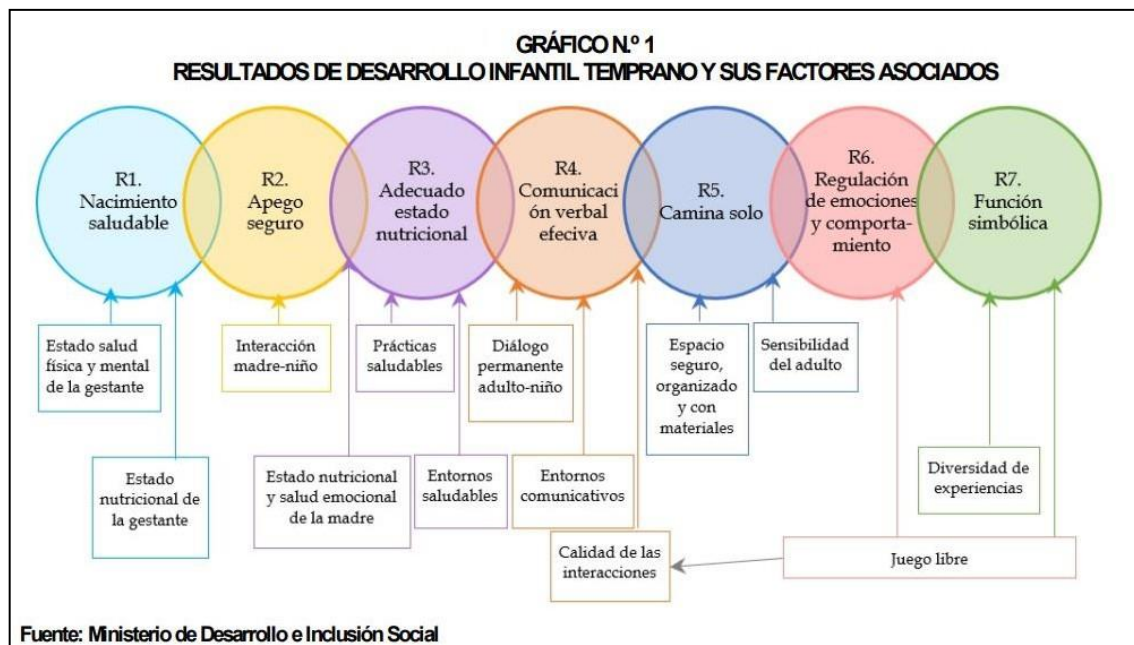 GRÁFICO N.º 1
RESULTADOS DE DESARROLLO INFANTIL TEMPRANO Y SUS FACTORES ASOCIADOS
R1.
Nacimiento
saludable
R2.
Apego
seguro
R3.
Adecuado
estado
nutricional
R4.
Comunicaci
ón verbal
efeciva
R5.
Camina solo
R6.
Regulación
de emociones
y comporta-
miento
R7.
Función
simbólica
Estado salud
física y mental
de la gestante
Interacción
madre-niño
Prácticas
saludables
Diálogo
permanente
adulto-niño
Espacio
seguro,
organizado
y con
materiales
Sensibilidad
del adulto
Estado
nutricional de
la gestante
Estado nutricional
y salud emocional
de la madre
Entornos
saludables
Entornos
comunicativos
Diversidad de
experiencias
Calidad de las
interacciones
Juego libre
Fuente: Ministerio de Desarrollo e Inclusión Social